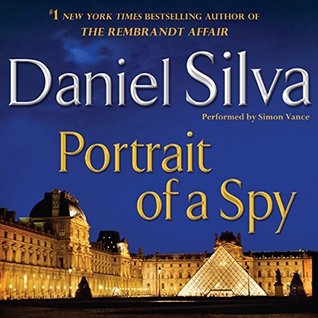 #1 NEW YORK TIMES BESTSELLING AUTHOR OF
THE REMBRANDT AFFAIR
Daniel Silva
Performed by Simon Vance
Portrait
of a Spy